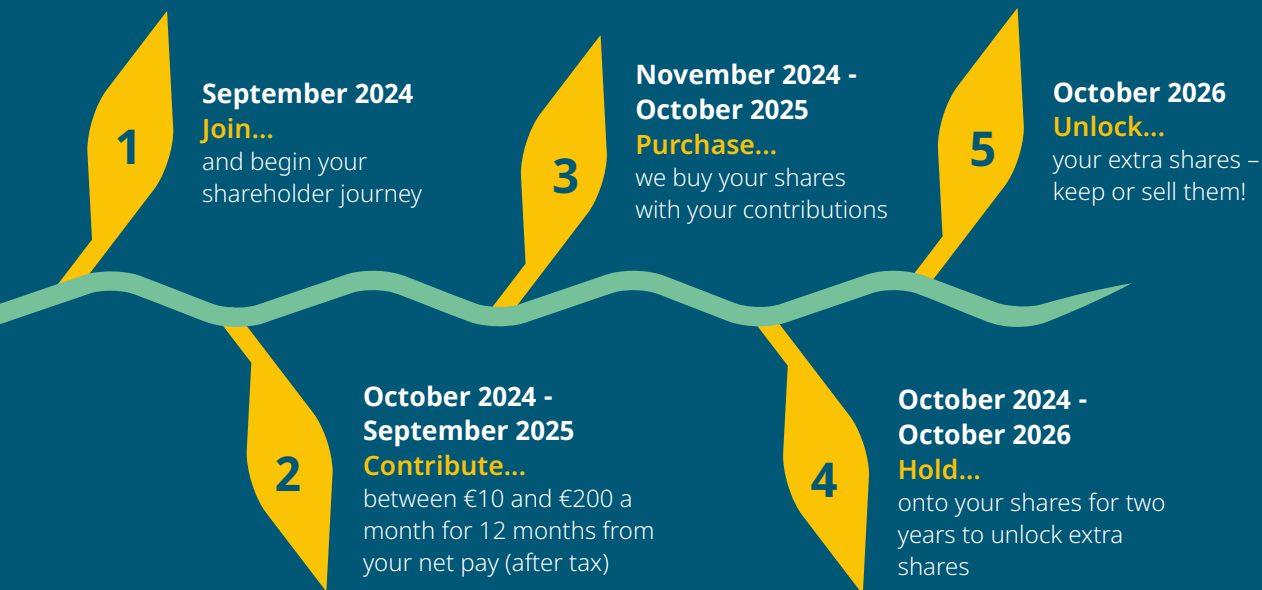 1
September 2024
Join...
and begin your
shareholder journey
2
October 2024 -
September 2025
Contribute...
between €10 and €200 a
month for 12 months from
your net pay (after tax)
3
November 2024 -
October 2025
Purchase...
we buy your shares
with your contributions
4
October 2024 -
October 2026
Hold...
onto your shares for two
years to unlock extra
shares
5
October 2026
Unlock...
your extra shares –
keep or sell them!